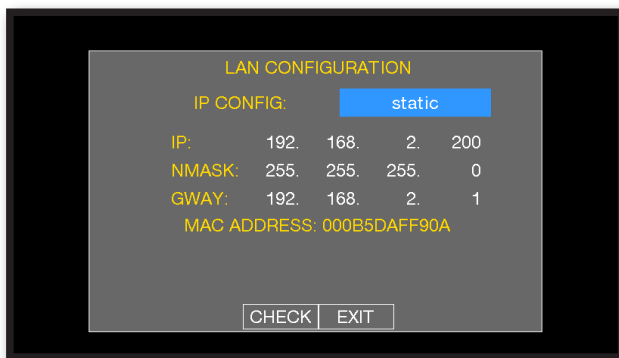 LAN CONFIGURATION
IP CONFIG: static
IP: 192. 168. 2. 200
NMASK: 255. 255. 255. 0
GWAY: 192. 168. 2. 1
MAC ADDRESS: 000B5DAFF90A
CHECK EXIT